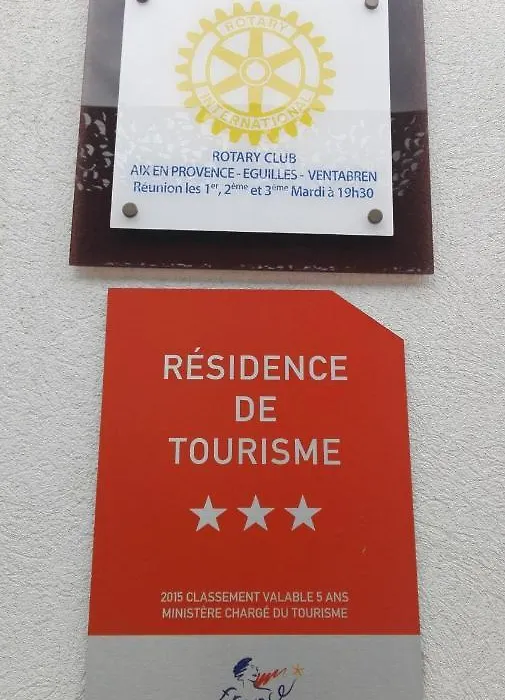 ROTARY
INTERNATIONAL
ROTARY CLUB
AIX EN PROVENCE - EGUILLES - VENTABREN
Réunion les 1er, 2ème et 3ème Mardi à 19h30
RÉSIDENCE
DE
TOURISME
2015 CLASSEMENT VALABLE 5 ANS
MINISTÈRE CHARGÉ DU TOURISME